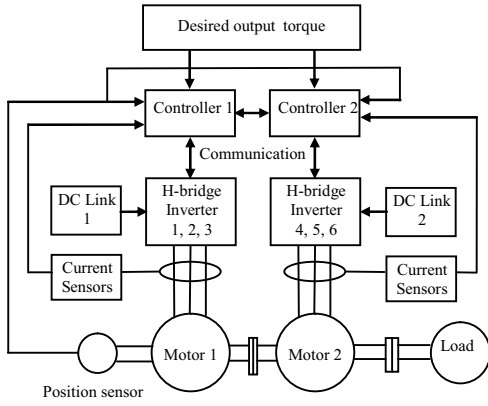 Desired output torque
Controller 1
Controller 2
Communication
DC Link
1
H-bridge
Inverter
1, 2, 3
H-bridge
Inverter
4, 5, 6
DC Link
2
Current
Sensors
Current
Sensors
Motor 1
Motor 2
Load
Position sensor